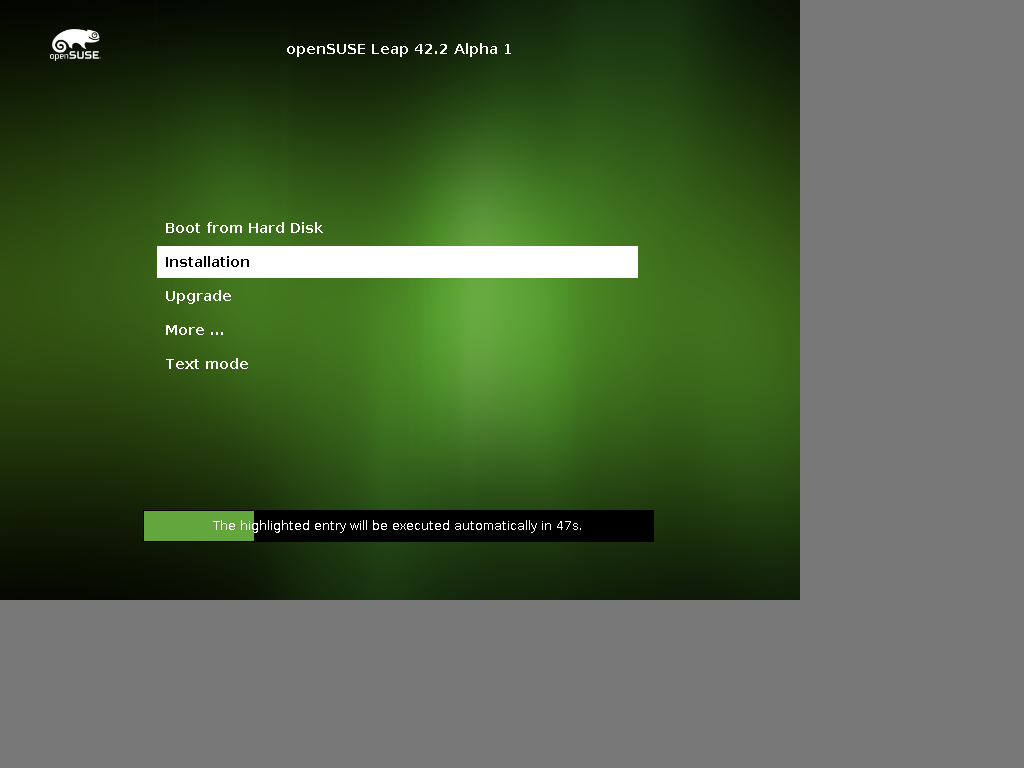 openSUSE
openSUSE Leap 42.2 Alpha 1
Boot from Hard Disk
Installation
Upgrade
More ...
Text mode
The highlighted entry will be executed automatically in 47s.